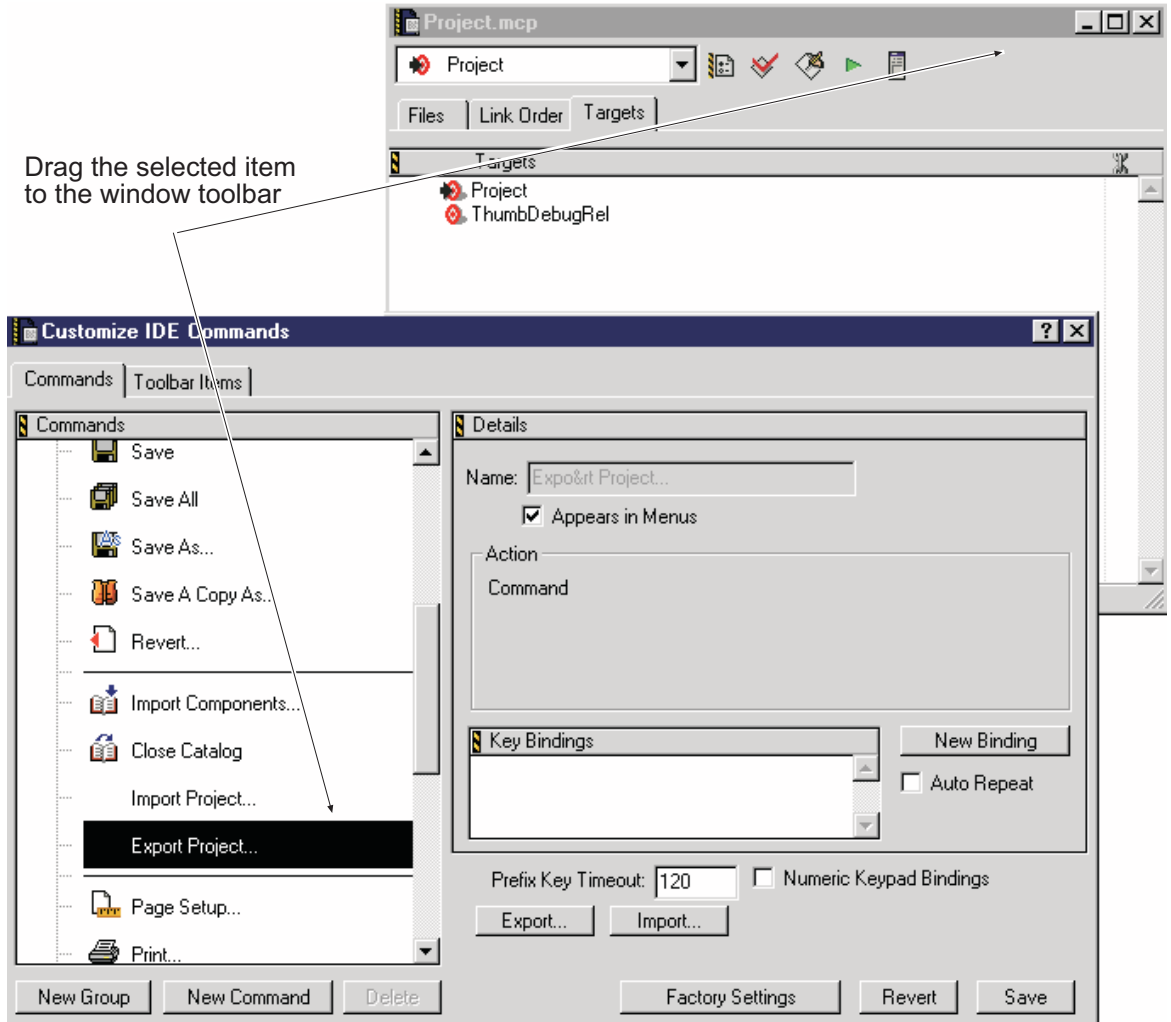 Project.mcp
Project
Files
Link Order
Targets
Drag the selected item
to the window toolbar
Targets
Project
ThumbDebugRel
Customize IDE Commands
Commands
Toolbar Items
Commands
Save
Save All
Save As...
Save A Copy As...
Revert...
Import Components...
Close Catalog
Import Project...
Export Project...
Page Setup...
Print...
Details
Name: Expo&rt Project...
Appears in Menus
Action
Command
Key Bindings
New Binding
Auto Repeat
Prefix Key Timeout: 120
Numeric Keypad Bindings
Export...
Import...
New Group
New Command
Delete
Factory Settings
Revert
Save